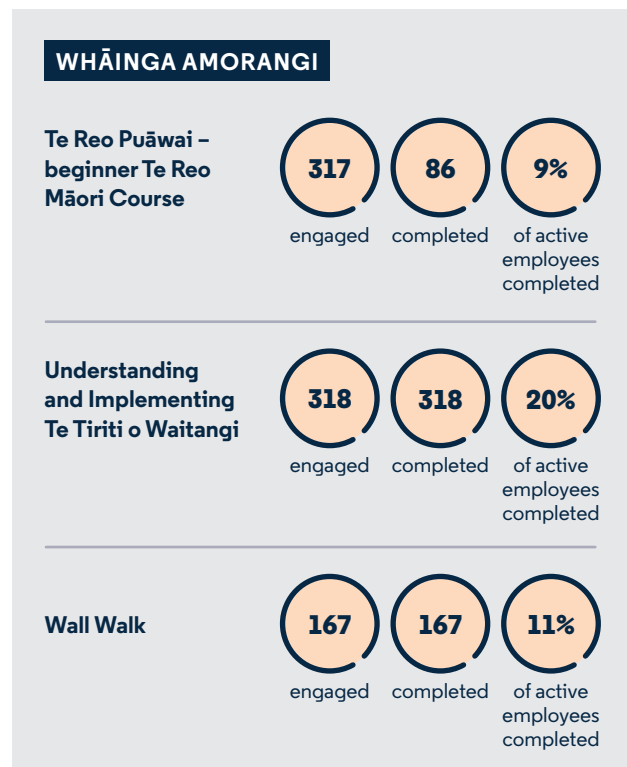 WHĀINGA AMORANGI
Te Reo Puāwai –
beginner Te Reo
Māori Course
317
86
9%
engaged
completed
of active
employees
completed
Understanding
and Implementing
Te Tiriti o Waitangi
318
318
20%
engaged
completed
of active
employees
completed
Wall Walk
167
167
11%
engaged
completed
of active
employees
completed